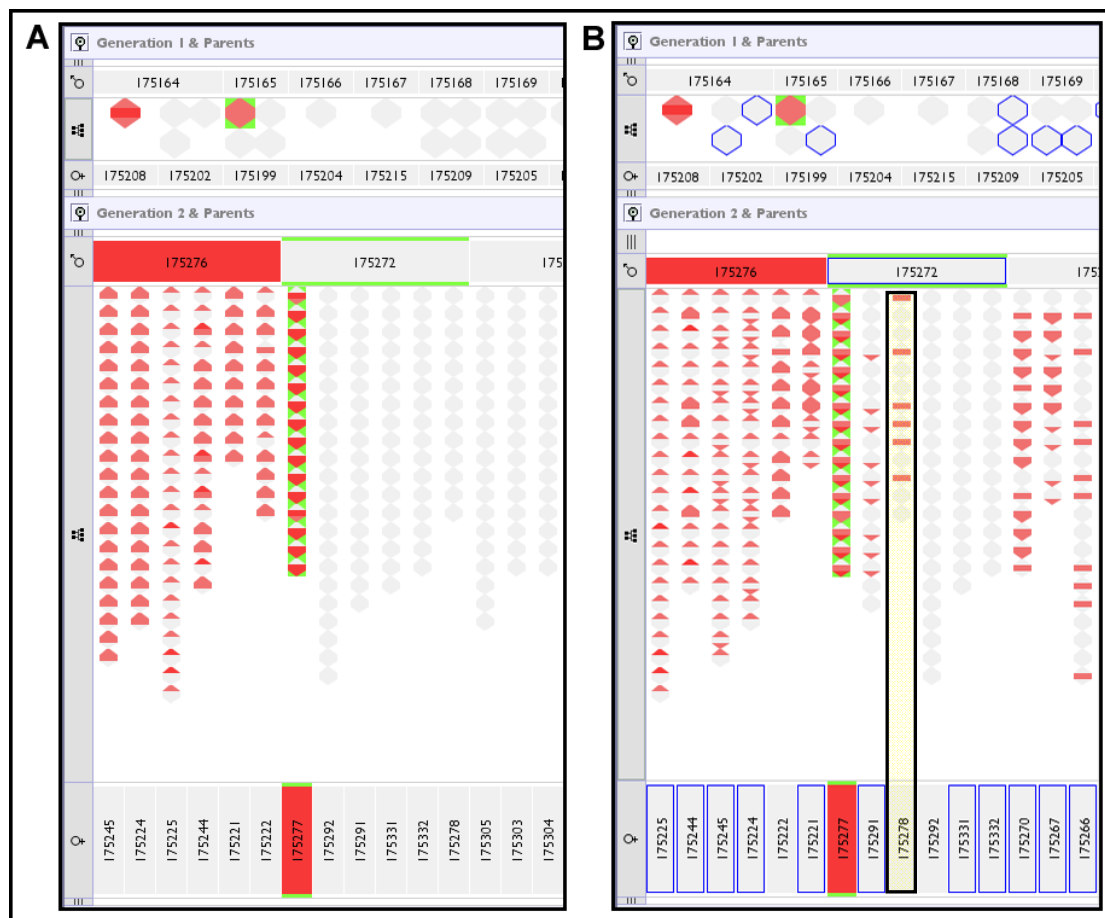 A
Generation 1 & Parents
175164 175165 175166 175167 175168 175169
175208 175202 175199 175204 175215 175209 175205
Generation 2 & Parents
175276 175272 175
175245 175224 175225 175244 175221 175222 175277 175292 175291 175331 175332 175278 175305 175303 175304
B
Generation 1 & Parents
175164 175165 175166 175167 175168 175169
175208 175202 175199 175204 175215 175209 175205
Generation 2 & Parents
175276 175272
175225 175244 175245 175224 175222 175221 175277 175291 175278 175292 175331 175332 175270 175267 175266